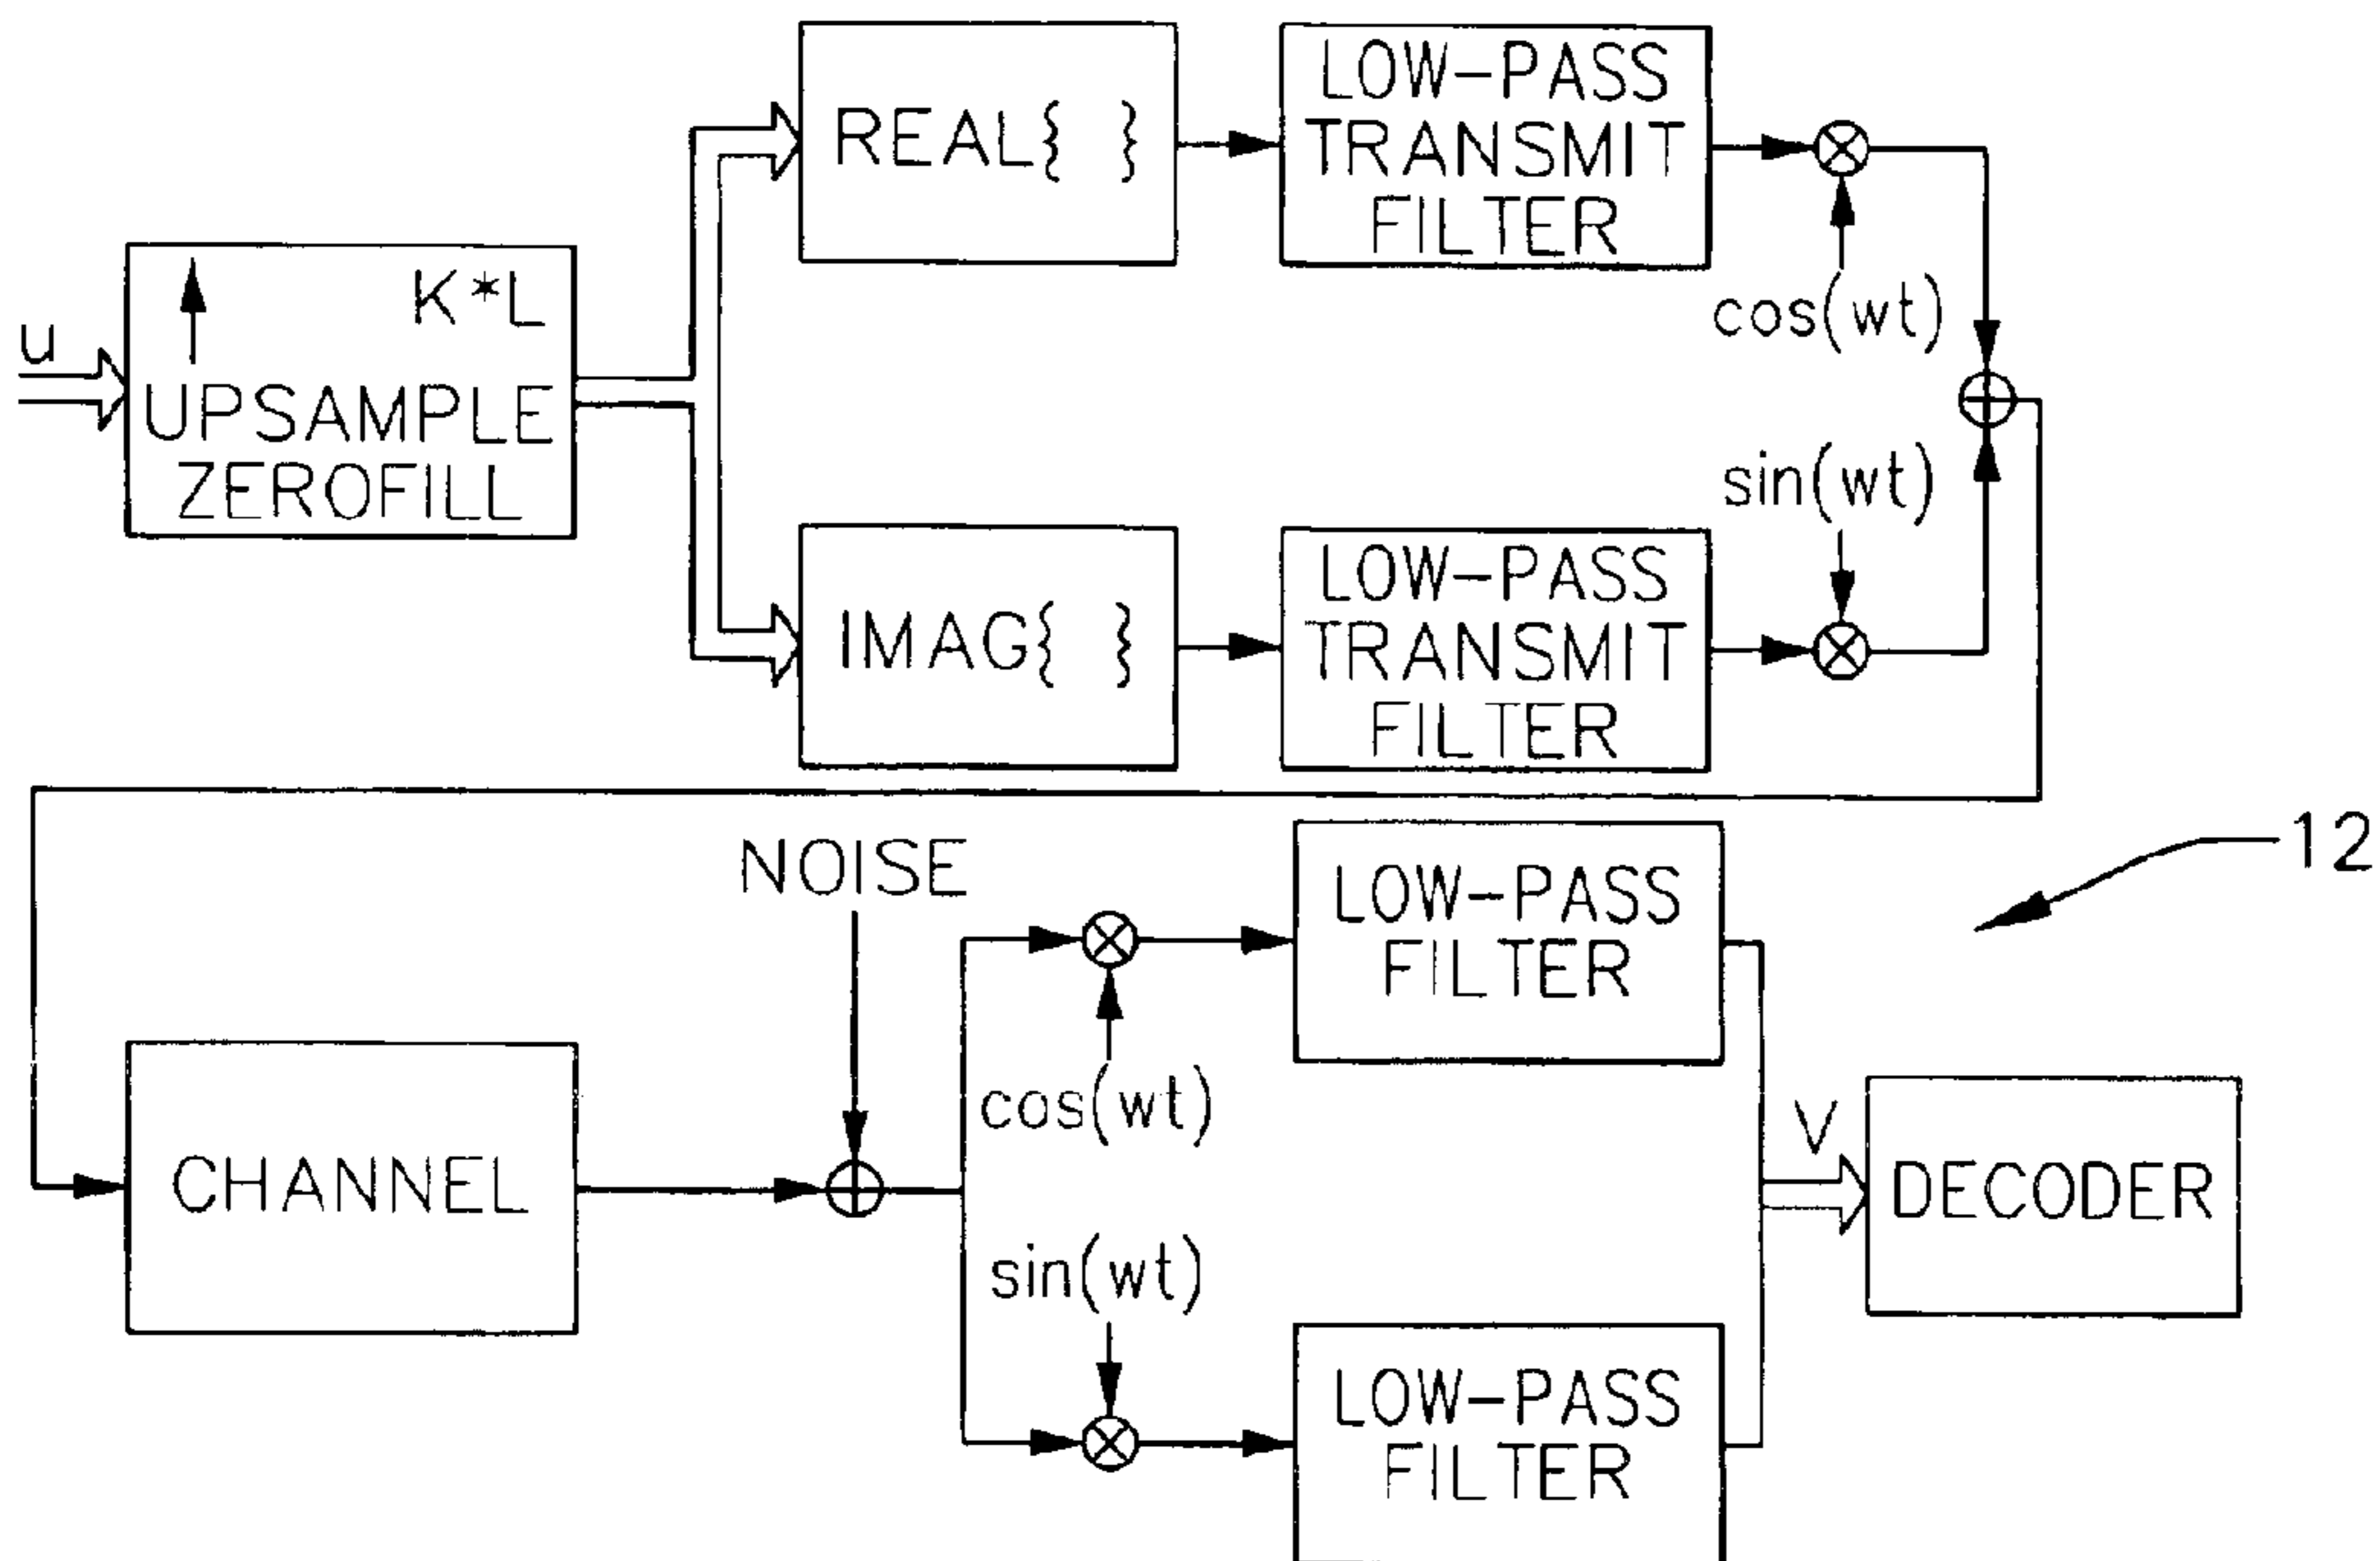 u
K*L
UPSAMPLE
ZEROFILL
REAL{ }
LOW-PASS
TRANSMIT
FILTER
cos(wt)
sin(wt)
IMAG{ }
LOW-PASS
TRANSMIT
FILTER
12
NOISE
LOW-PASS
FILTER
cos(wt)
CHANNEL
V
DECODER
sin(wt)
LOW-PASS
FILTER